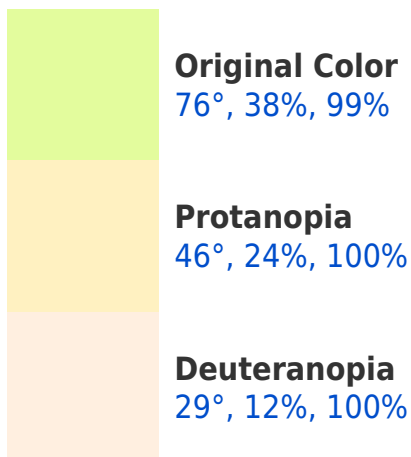 Original Color
76°, 38%, 99%
Protanopia
46°, 24%, 100%
Deuteranopia
29°, 12%, 100%